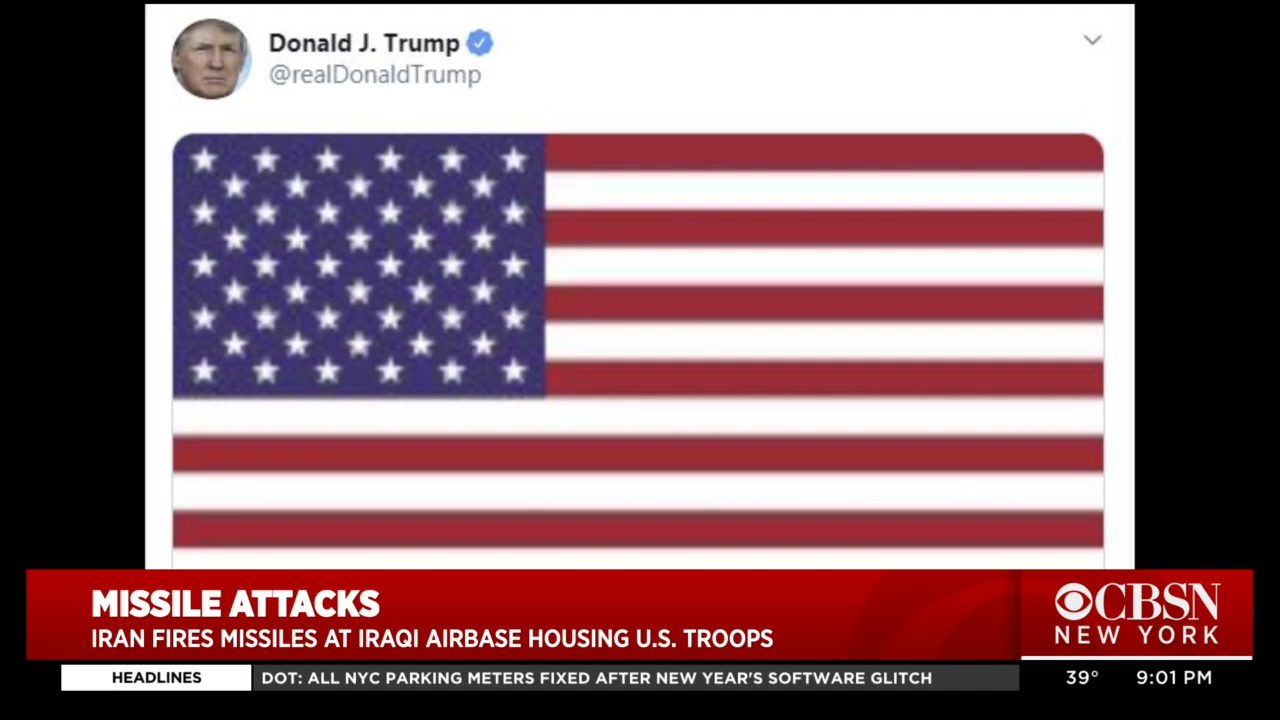 Donald J. Trump
@realDonaldTrump
MISSILE ATTACKS
IRAN FIRES MISSILES AT IRAQI AIRBASE HOUSING U.S. TROOPS
CBSN
NEW YORK
HEADLINES
DOT: ALL NYC PARKING METERS FIXED AFTER NEW YEAR'S SOFTWARE GLITCH
39°
9:01 PM